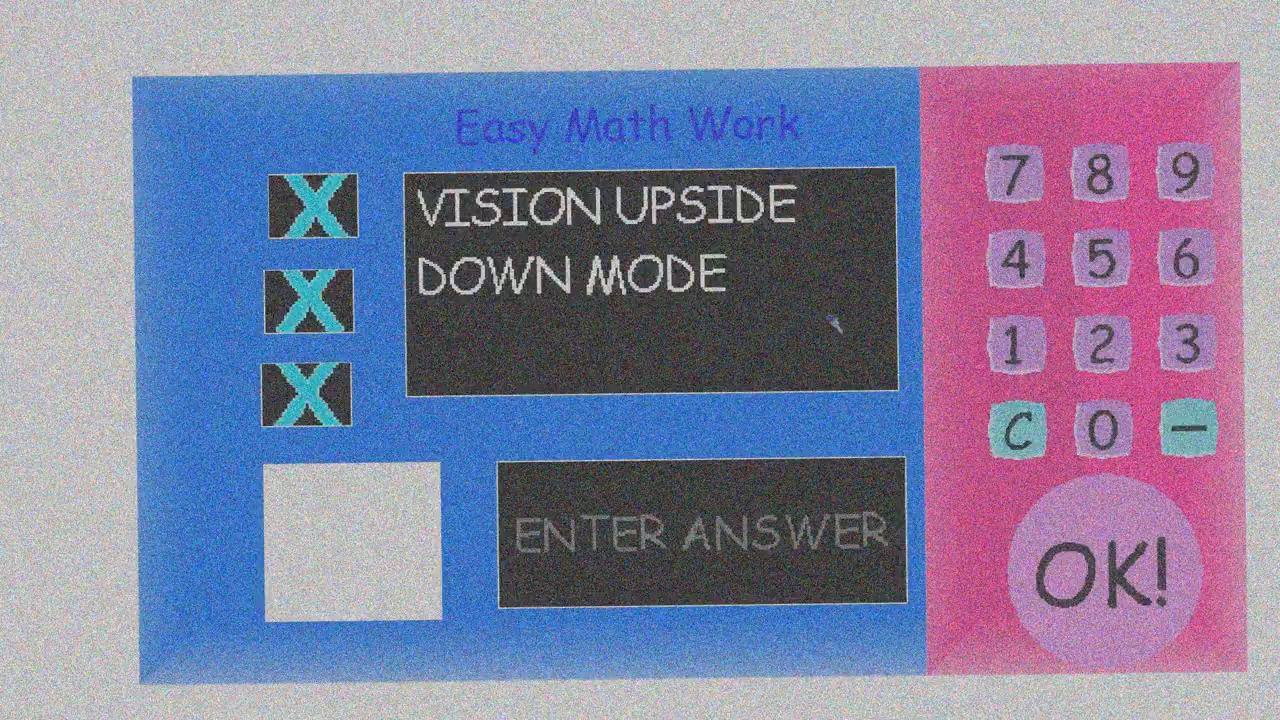 Easy Math Work
X
X
X
VISION UPSIDE
DOWN MODE
ENTER ANSWER
7 8 9
4 5 6
1 2 3
C 0 –
OK!